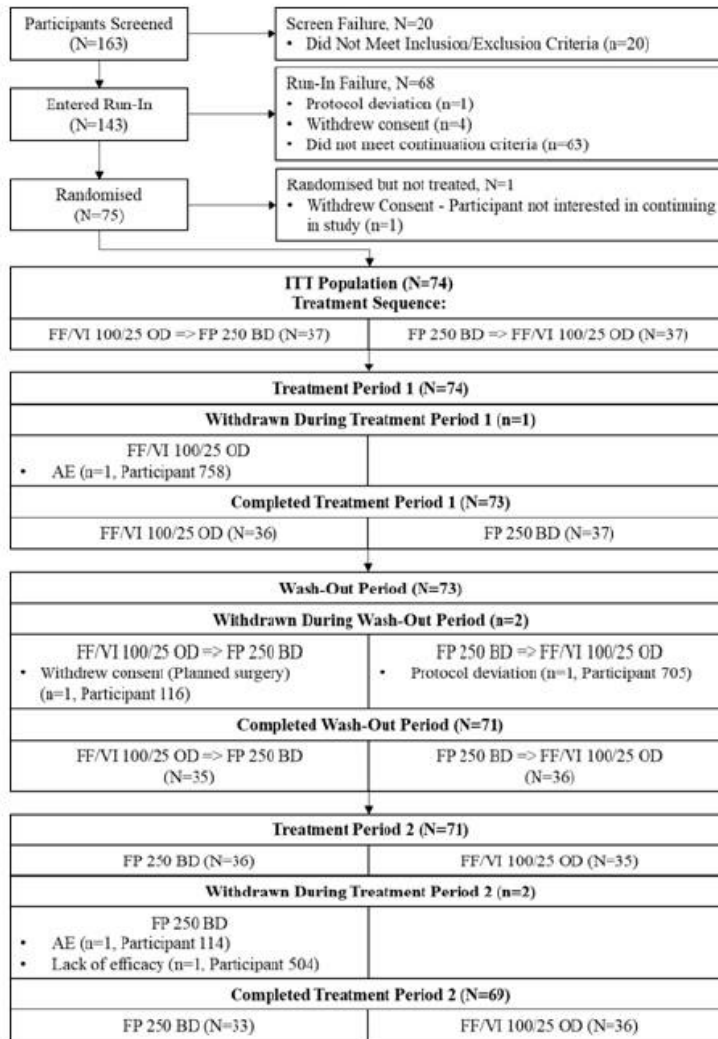 Participants Screened
(N=163)
Screen Failure, N=20
• Did Not Meet Inclusion/Exclusion Criteria (n=20)
Entered Run-In
(N=143)
Run-In Failure, N=68
• Protocol deviation (n=1)
• Withdrew consent (n=4)
• Did not meet continuation criteria (n=63)
Randomised
(N=75)
Randomised but not treated, N=1
• Withdrew Consent - Participant not interested in continuing
in study (n=1)
ITT Population (N=74)
Treatment Sequence:
FF/VI 100/25 OD => FP 250 BD (N=37)
FP 250 BD => FF/VI 100/25 OD (N=37)
Treatment Period 1 (N=74)
Withdrawn During Treatment Period 1 (n=1)
FF/VI 100/25 OD
• AE (n=1, Participant 758)
Completed Treatment Period 1 (N=73)
FF/VI 100/25 OD (N=36)
FP 250 BD (N=37)
Wash-Out Period (N=73)
Withdrawn During Wash-Out Period (n=2)
FF/VI 100/25 OD => FP 250 BD
• Withdrew consent (Planned surgery)
(n=1, Participant 116)
FP 250 BD => FF/VI 100/25 OD
• Protocol deviation (n=1, Participant 705)
Completed Wash-Out Period (N=71)
FF/VI 100/25 OD => FP 250 BD
(N=35)
FP 250 BD => FF/VI 100/25 OD
(N=36)
Treatment Period 2 (N=71)
FP 250 BD (N=36)
FF/VI 100/25 OD (N=35)
Withdrawn During Treatment Period 2 (n=2)
FP 250 BD
• AE (n=1, Participant 114)
• Lack of efficacy (n=1, Participant 504)
Completed Treatment Period 2 (N=69)
FP 250 BD (N=33)
FF/VI 100/25 OD (N=36)